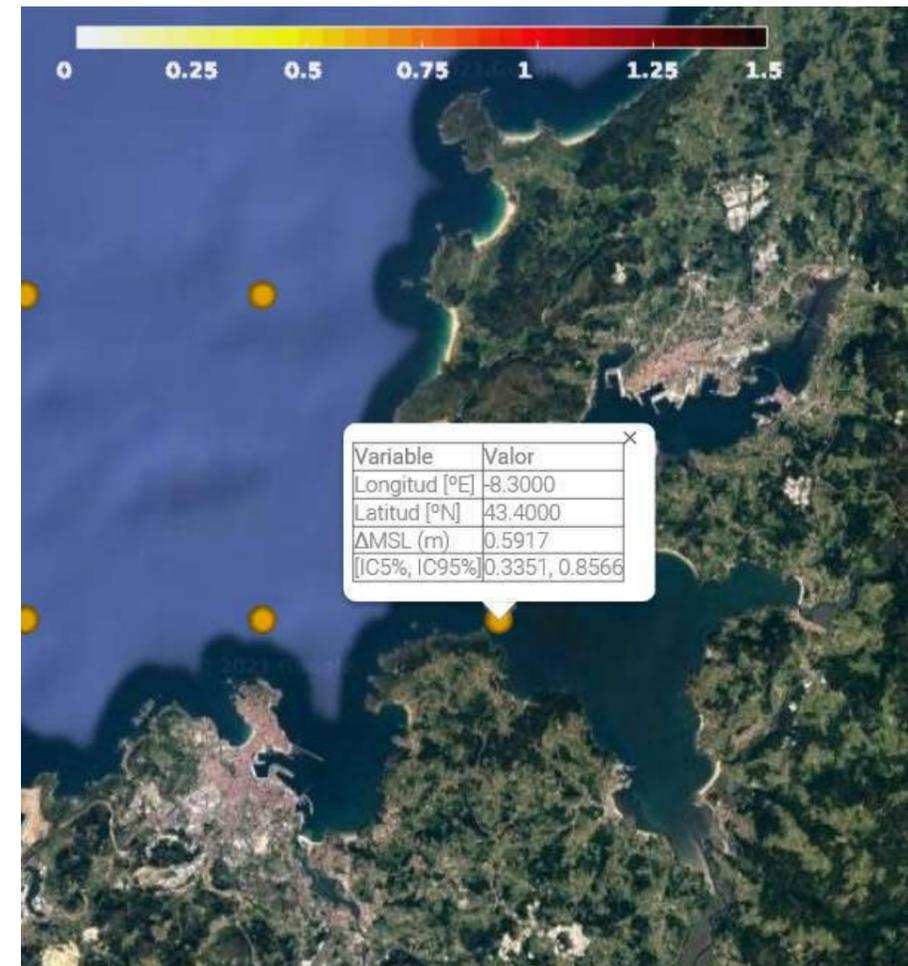 0 0.25 0.5 0.75 1 1.25 1.5
×
Variable Valor
Longitud [ºE] -8.3000
Latitud [ºN] 43.4000
ΔMSL (m) 0.5917
[IC5%, IC95%] 0.3351, 0.8566
2021